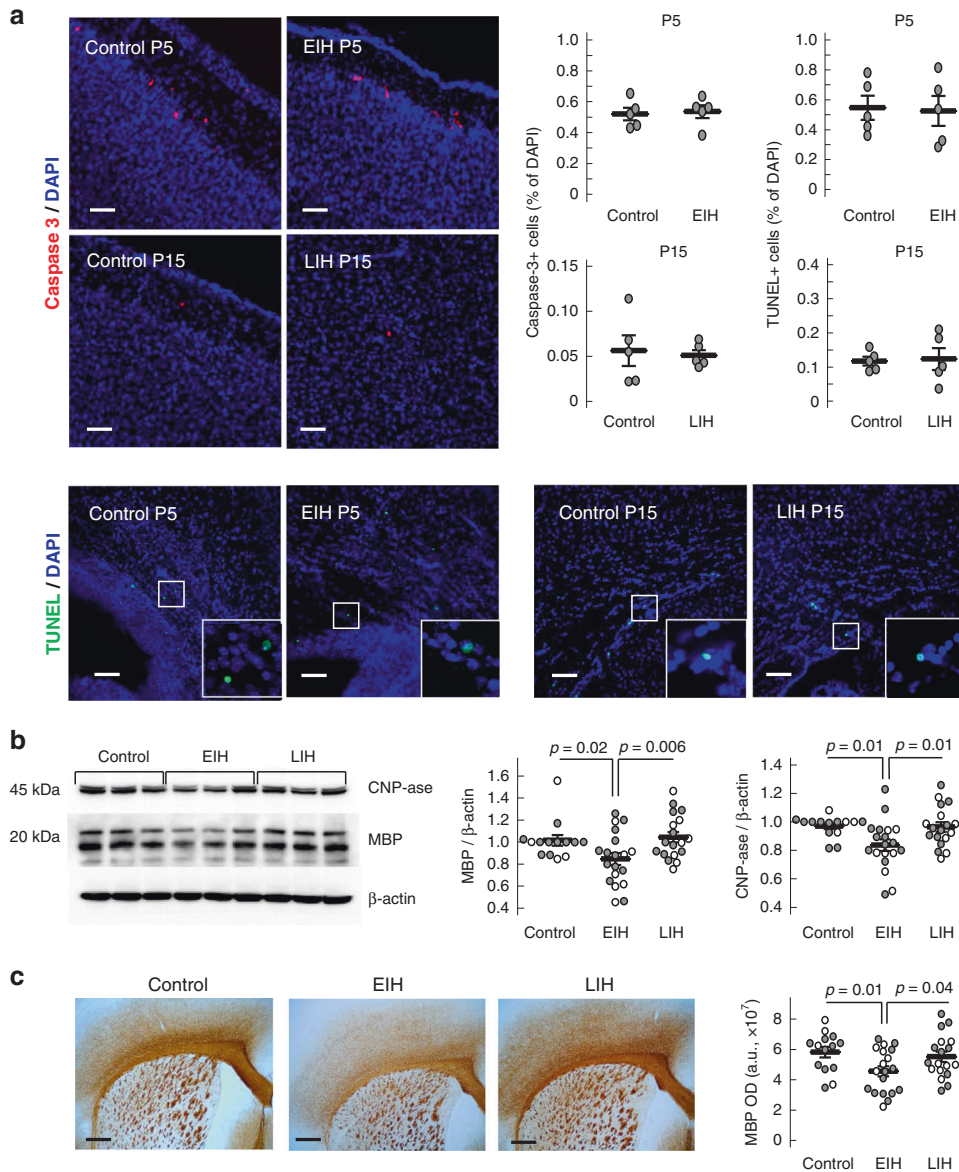 a
Caspase 3 / DAPI
Control P5
EIH P5
Control P15
LIH P15
P5
Caspase-3+ cells (% of DAPI)
1.0
0.8
0.6
0.4
0.2
0
Control EIH
P15
0.15
0.10
0.05
0
Control LIH
P5
TUNEL+ cells (% of DAPI)
1.0
0.8
0.6
0.4
0.2
0
Control EIH
P15
0.4
0.3
0.2
0.1
0
Control LIH
TUNEL / DAPI
Control P5
EIH P5
Control P15
LIH P15
b
Control EIH LIH
45 kDa CNP-ase
20 kDa MBP
β-actin
p = 0.02 p = 0.006
MBP / β-actin
1.6
1.4
1.2
1.0
0.8
0.6
0.4
Control EIH LIH
p = 0.01 p = 0.01
CNP-ase / β-actin
1.4
1.2
1.0
0.8
0.6
0.4
Control EIH LIH
c
Control EIH LIH
p = 0.01 p = 0.04
MBP OD (a.u., ×10⁷)
10
8
6
4
2
0
Control EIH LIH